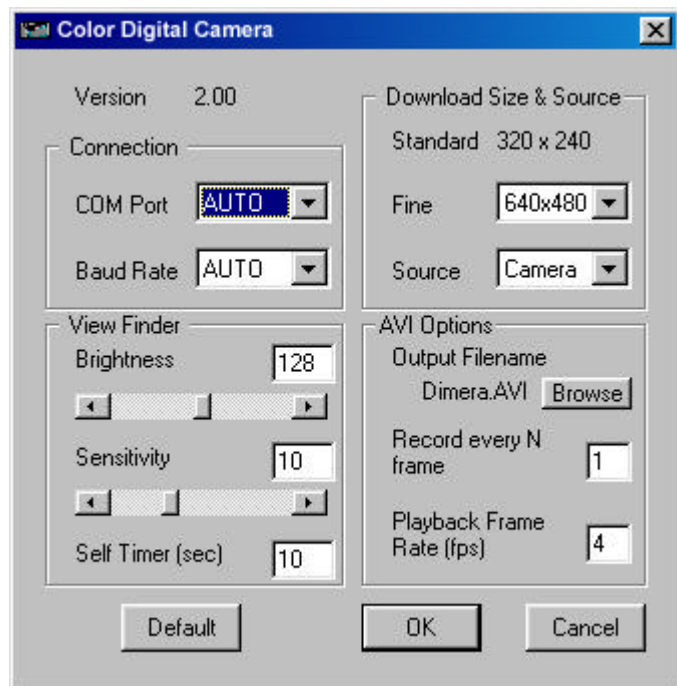 Color Digital Camera
Version 2.00
Connection
COM Port AUTO
Baud Rate AUTO
Download Size & Source
Standard 320 x 240
Fine 640x480
Source Camera
View Finder
Brightness 128
Sensitivity 10
Self Timer (sec) 10
AVI Options
Output Filename
Dimera.AVI Browse
Record every N
frame 1
Playback Frame
Rate (fps) 4
Default OK Cancel